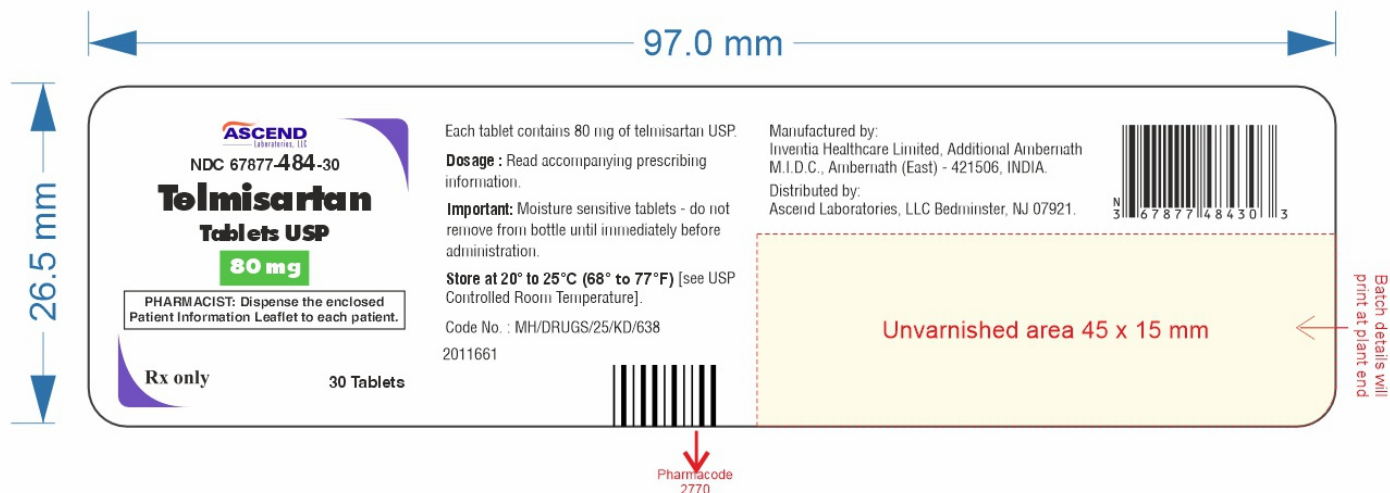 97.0 mm
26.5 mm
ASCEND
Laboratories, LLC
NDC 67877-484-30
Telmisartan
Tablets USP
80 mg
PHARMACIST: Dispense the enclosed
Patient Information Leaflet to each patient.
Rx only
30 Tablets
Each tablet contains 80 mg of telmisartan USP.
Dosage : Read accompanying prescribing
information.
Important: Moisture sensitive tablets - do not
remove from bottle until immediately before
administration.
Store at 20° to 25°C (68° to 77°F) [see USP
Controlled Room Temperature].
Code No. : MH/DRUGS/25/KD/638
2011661
Pharmacode
2770
Manufactured by:
Inventia Healthcare Limited, Additional Ambernath
M.I.D.C., Ambernath (East) - 421506, INDIA.
Distributed by:
Ascend Laboratories, LLC Bedminster, NJ 07921.
N
3 67877 48430 3
Unvarnished area 45 x 15 mm
Batch details will
print at plant end